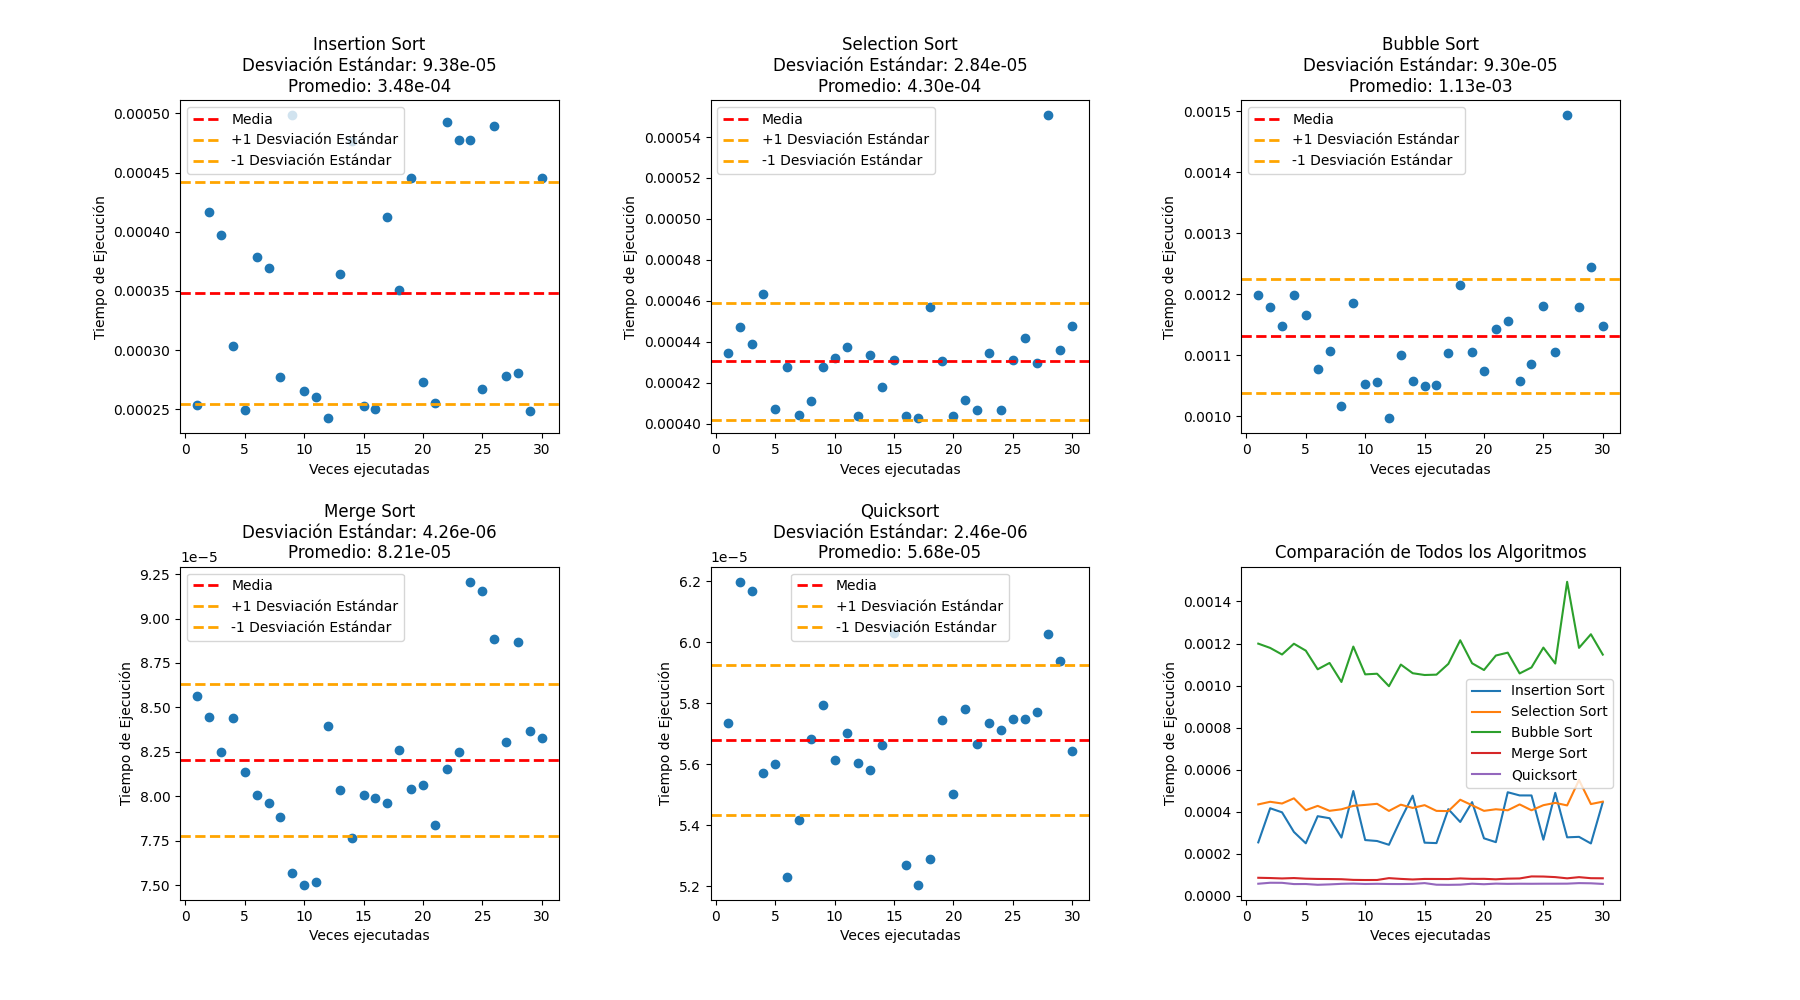 Insertion Sort
Desviación Estándar: 9.38e-05
Promedio: 3.48e-04
0.00050
0.00045
0.00040
0.00035
0.00030
0.00025
Tiempo de Ejecución
Media
+1 Desviación Estándar
-1 Desviación Estándar
0 5 10 15 20 25 30
Veces ejecutadas
Selection Sort
Desviación Estándar: 2.84e-05
Promedio: 4.30e-04
0.00054
0.00052
0.00050
0.00048
0.00046
0.00044
0.00042
0.00040
Tiempo de Ejecución
Media
+1 Desviación Estándar
-1 Desviación Estándar
0 5 10 15 20 25 30
Veces ejecutadas
Bubble Sort
Desviación Estándar: 9.30e-05
Promedio: 1.13e-03
0.0015
0.0014
0.0013
0.0012
0.0011
0.0010
Tiempo de Ejecución
Media
+1 Desviación Estándar
-1 Desviación Estándar
0 5 10 15 20 25 30
Veces ejecutadas
Merge Sort
Desviación Estándar: 4.26e-06
Promedio: 8.21e-05
1e−5
9.25
9.00
8.75
8.50
8.25
8.00
7.75
7.50
Tiempo de Ejecución
Media
+1 Desviación Estándar
-1 Desviación Estándar
0 5 10 15 20 25 30
Veces ejecutadas
Quicksort
Desviación Estándar: 2.46e-06
Promedio: 5.68e-05
1e−5
6.2
6.0
5.8
5.6
5.4
5.2
Tiempo de Ejecución
Media
+1 Desviación Estándar
-1 Desviación Estándar
0 5 10 15 20 25 30
Veces ejecutadas
Comparación de Todos los Algoritmos
0.0014
0.0012
0.0010
0.0008
0.0006
0.0004
0.0002
0.0000
Tiempo de Ejecución
Insertion Sort
Selection Sort
Bubble Sort
Merge Sort
Quicksort
0 5 10 15 20 25 30
Veces ejecutadas